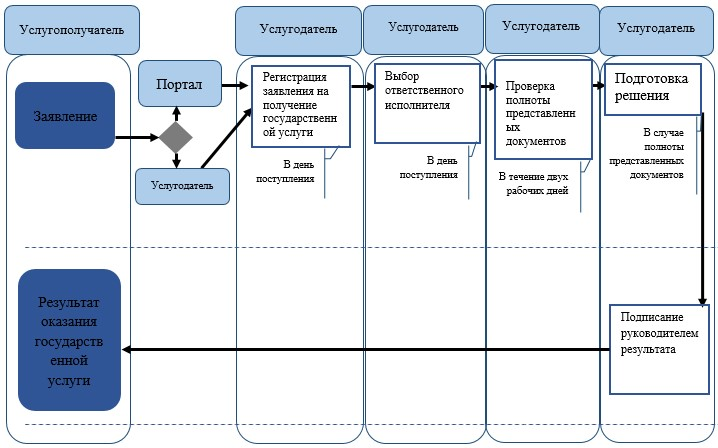 Услугополучатель
Услугодатель
Услугодатель
Услугодатель
Услугодатель
Заявление
Портал
Услугодатель
Регистрация
заявления на
получение
государственн
ой услуги
В день
поступления
Выбор
ответственного
исполнителя
В день
поступления
Проверка
полноты
представленн
ых
документов
В течение двух
рабочих дней
Подготовка
решения
В случае
полноты
представленных
документов
Результат
оказания
государств
енной
услуги
Подписание
руководителем
результата